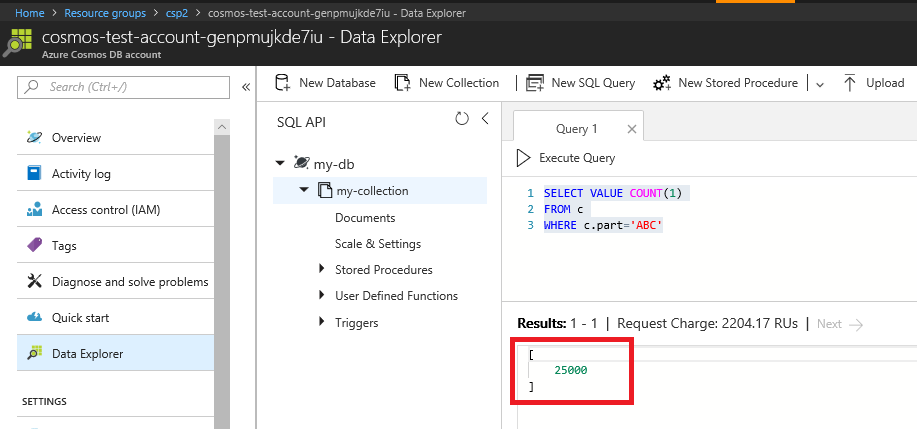 Home > Resource groups > csp2 > cosmos-test-account-genpmujkde7iu - Data Explorer
cosmos-test-account-genpmujkde7iu - Data Explorer
Azure Cosmos DB account
Search (Ctrl+/)
«
Overview
Activity log
Access control (IAM)
Tags
Diagnose and solve problems
Quick start
Data Explorer
SETTINGS
New Database
New Collection
New SQL Query
New Stored Procedure
Upload
SQL API
my-db
my-collection
Documents
Scale & Settings
Stored Procedures
User Defined Functions
Triggers
Query 1
Execute Query
1 SELECT VALUE COUNT(1)
2 FROM c
3 WHERE c.part='ABC'
Results: 1 - 1 | Request Charge: 2204.17 RUs | Next
[
25000
]